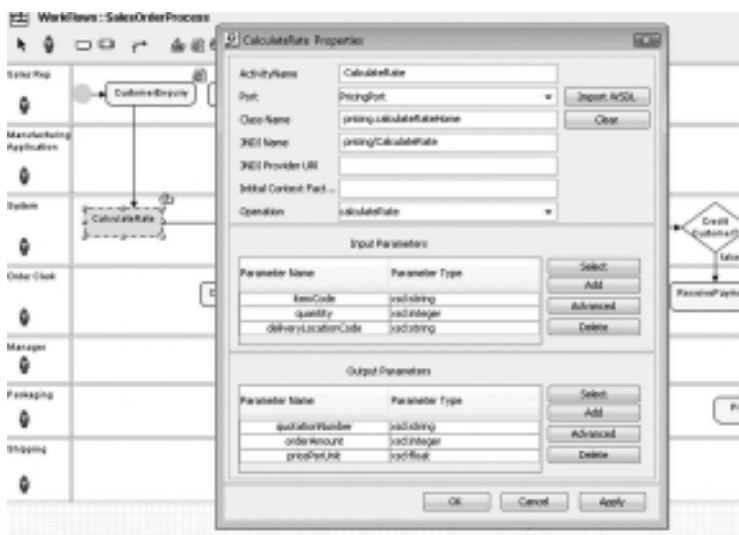 WorkFlows : SalesOrderProcess
CalculateRate Properties
Sales Rep
CustomerEnquiry
ActivityName CalculateRate
Port PricingPort Import WSDL
Class Name pricing.calculateRateHome Clear
Manufacturing
Application
JNDI Name pricing/CalculateRate
JNDI Provider URI
Initial Context Fact...
System
CalculateRate
Operation calculateRate
Credit
false
Input Parameters
Parameter Name Parameter Type Select
Add
Order Clerk
ReceivePayme
itemCode xsd:string Advanced
quantity xsd:integer
deliveryLocationCode xsd:string Delete
Manager
Output Parameters
Packaging
Parameter Name Parameter Type Select
Add
quotationNumber xsd:string Advanced
orderAmount xsd:integer
pricePerUnit xsd:float Delete
Shipping
OK Cancel Apply